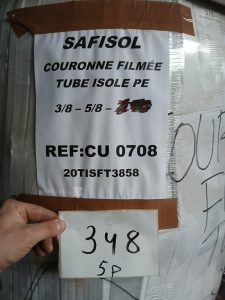 SAFISOL
COURONNE FILMÉE
TUBE ISOLE PE
3/8 – 5/8 –
REF:CU 0708
20TISFT3858
348
5P